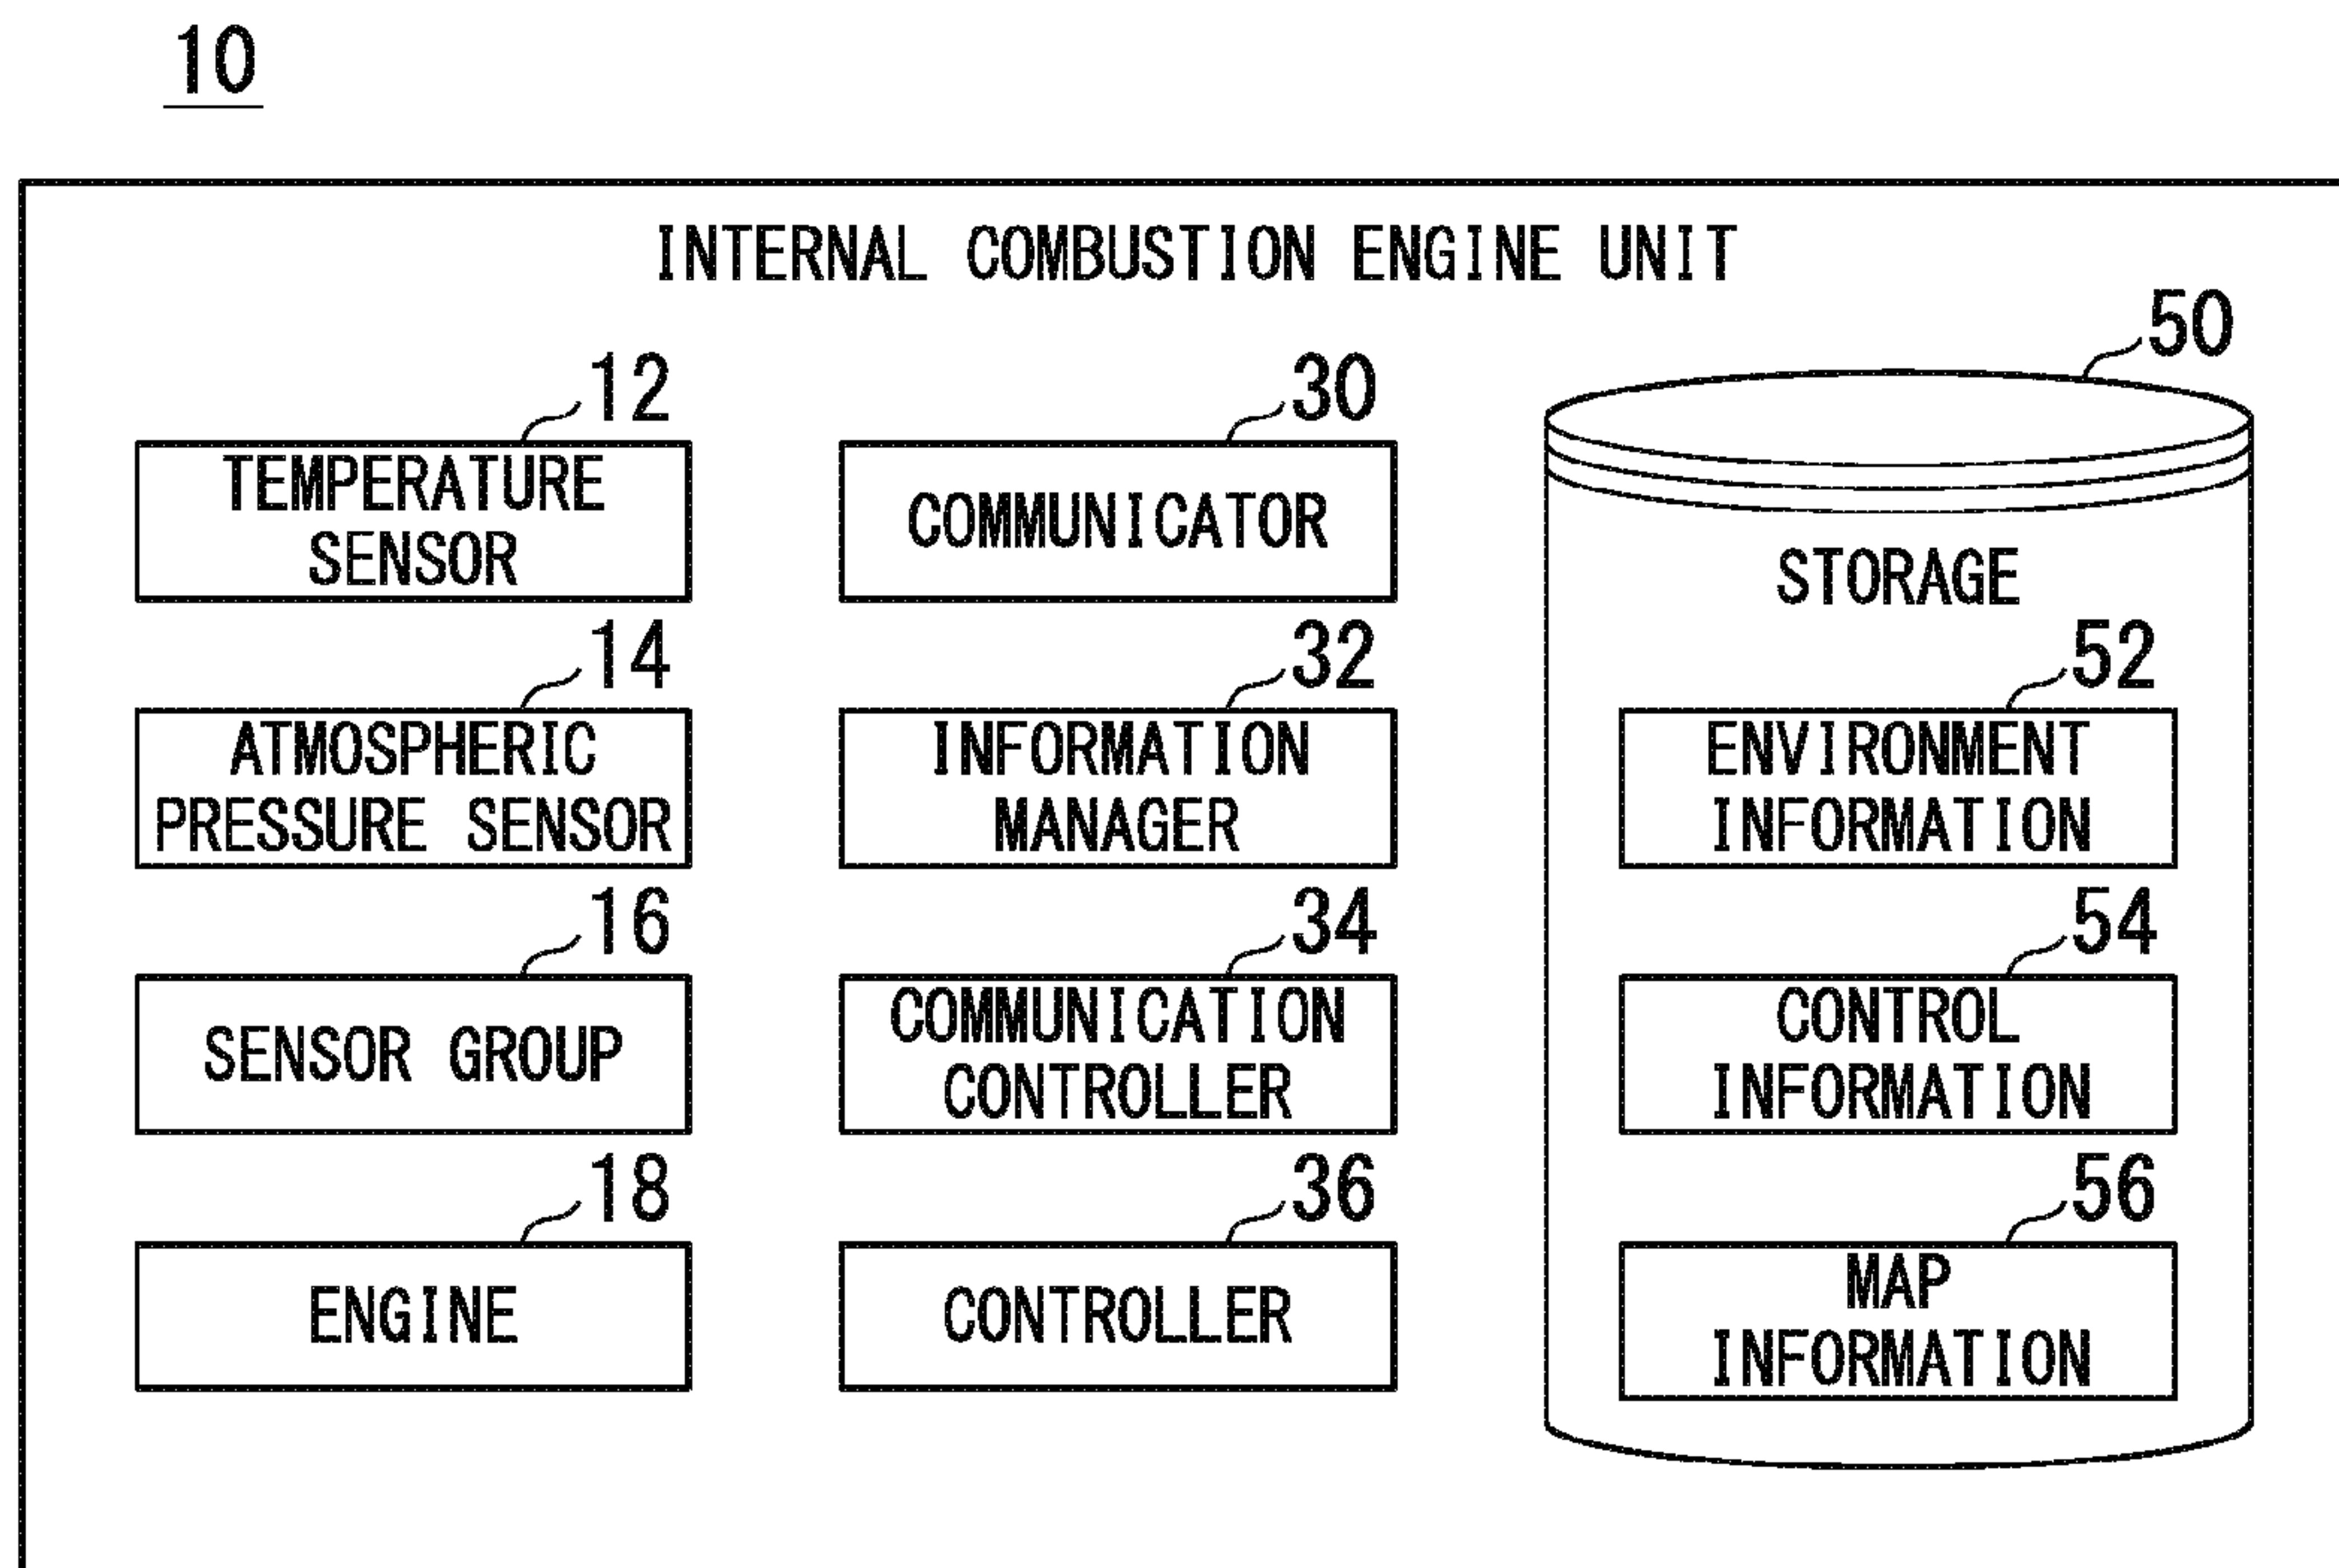 10
INTERNAL COMBUSTION ENGINE UNIT
12
TEMPERATURE
SENSOR
14
ATMOSPHERIC
PRESSURE SENSOR
16
SENSOR GROUP
18
ENGINE
30
COMMUNICATOR
32
INFORMATION
MANAGER
34
COMMUNICATION
CONTROLLER
36
CONTROLLER
50
STORAGE
52
ENVIRONMENT
INFORMATION
54
CONTROL
INFORMATION
56
MAP
INFORMATION